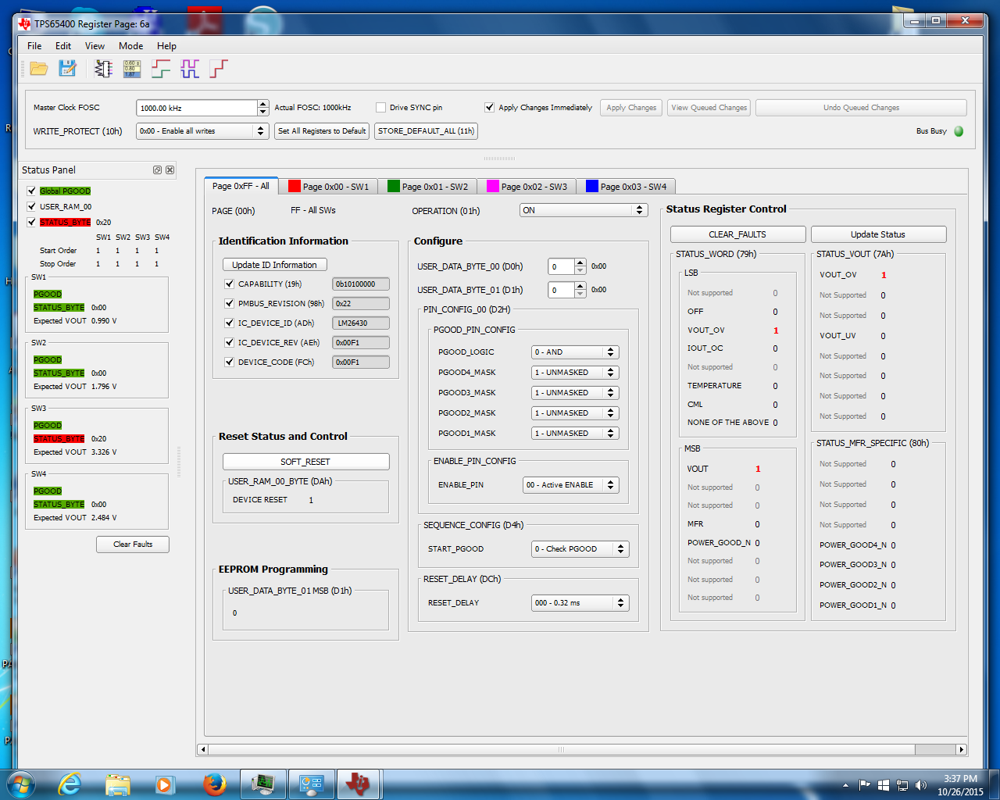 TPS65400 Register Page: 6a
File Edit View Mode Help
Master Clock FOSC 1000.00 kHz Actual FOSC: 1000kHz Drive SYNC pin Apply Changes Immediately Apply Changes View Queued Changes Undo Queued Changes
WRITE_PROTECT (10h) 0x00 - Enable all writes Set All Registers to Default STORE_DEFAULT_ALL (11h) Bus Busy
Status Panel
Global PGOOD
USER_RAM_00
STATUS_BYTE 0x20
SW1 SW2 SW3 SW4
Start Order 1 1 1 1
Stop Order 1 1 1 1
SW1
PGOOD
STATUS_BYTE 0x00
Expected VOUT 0.990 V
SW2
PGOOD
STATUS_BYTE 0x00
Expected VOUT 1.796 V
SW3
PGOOD
STATUS_BYTE 0x20
Expected VOUT 3.326 V
SW4
PGOOD
STATUS_BYTE 0x00
Expected VOUT 2.484 V
Clear Faults
Page 0xFF - All Page 0x00 - SW1 Page 0x01 - SW2 Page 0x02 - SW3 Page 0x03 - SW4
PAGE (00h) FF - All SWs OPERATION (01h) ON
Identification Information
Update ID Information
CAPABILITY (19h) 0b10100000
PMBUS_REVISION (98h) 0x22
IC_DEVICE_ID (ADh) LM26430
IC_DEVICE_REV (AEh) 0x00F1
DEVICE_CODE (FCh) 0x00F1
Reset Status and Control
SOFT_RESET
USER_RAM_00_BYTE (DAh)
DEVICE RESET 1
EEPROM Programming
USER_DATA_BYTE_01 MSB (D1h)
0
Configure
USER_DATA_BYTE_00 (D0h) 0 0x00
USER_DATA_BYTE_01 (D1h) 0 0x00
PIN_CONFIG_00 (D2H)
PGOOD_PIN_CONFIG
PGOOD_LOGIC 0 - AND
PGOOD4_MASK 1 - UNMASKED
PGOOD3_MASK 1 - UNMASKED
PGOOD2_MASK 1 - UNMASKED
PGOOD1_MASK 1 - UNMASKED
ENABLE_PIN_CONFIG
ENABLE_PIN 00 - Active ENABLE
SEQUENCE_CONFIG (D4h)
START_PGOOD 0 - Check PGOOD
RESET_DELAY (DCh)
RESET_DELAY 000 - 0.32 ms
Status Register Control
CLEAR_FAULTS Update Status
STATUS_WORD (79h)
LSB
Not supported 0
OFF 0
VOUT_OV 1
IOUT_OC 0
Not supported 0
TEMPERATURE 0
CML 0
NONE OF THE ABOVE 0
MSB
VOUT 1
Not supported 0
Not supported 0
MFR 0
POWER_GOOD_N 0
Not supported 0
Not supported 0
Not supported 0
STATUS_VOUT (7Ah)
VOUT_OV 1
Not Supported 0
Not Supported 0
VOUT_UV 0
Not Supported 0
Not Supported 0
Not Supported 0
Not Supported 0
STATUS_MFR_SPECIFIC (80h)
Not Supported 0
Not Supported 0
Not Supported 0
Not Supported 0
POWER_GOOD4_N 0
POWER_GOOD3_N 0
POWER_GOOD2_N 0
POWER_GOOD1_N 0
3:37 PM
10/26/2015